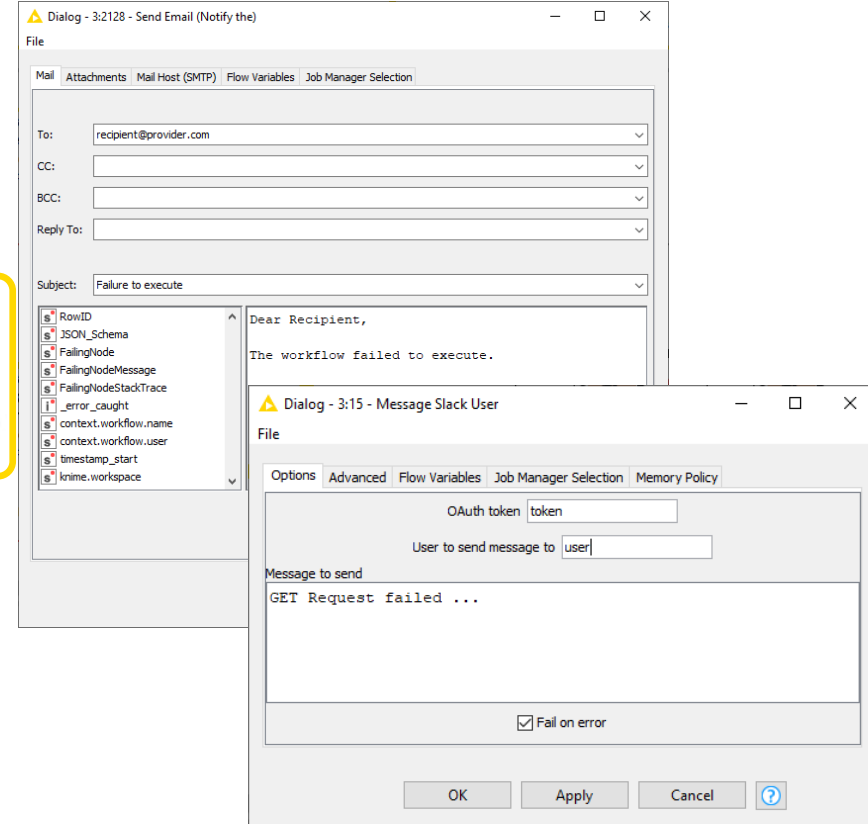 Dialog - 3:2128 - Send Email (Notify the)
File
Mail Attachments Mail Host (SMTP) Flow Variables Job Manager Selection
To: recipient@provider.com
CC:
BCC:
Reply To:
Subject: Failure to execute
s RowID
s JSON_Schema
s FailingNode
s FailingNodeMessage
s FailingNodeStackTrace
i _error_caught
s context.workflow.name
s context.workflow.user
s timestamp_start
s knime.workspace
Dear Recipient,
The workflow failed to execute.
Dialog - 3:15 - Message Slack User
File
Options Advanced Flow Variables Job Manager Selection Memory Policy
OAuth token token
User to send message to user
Message to send
GET Request failed ...
Fail on error
OK Apply Cancel ?